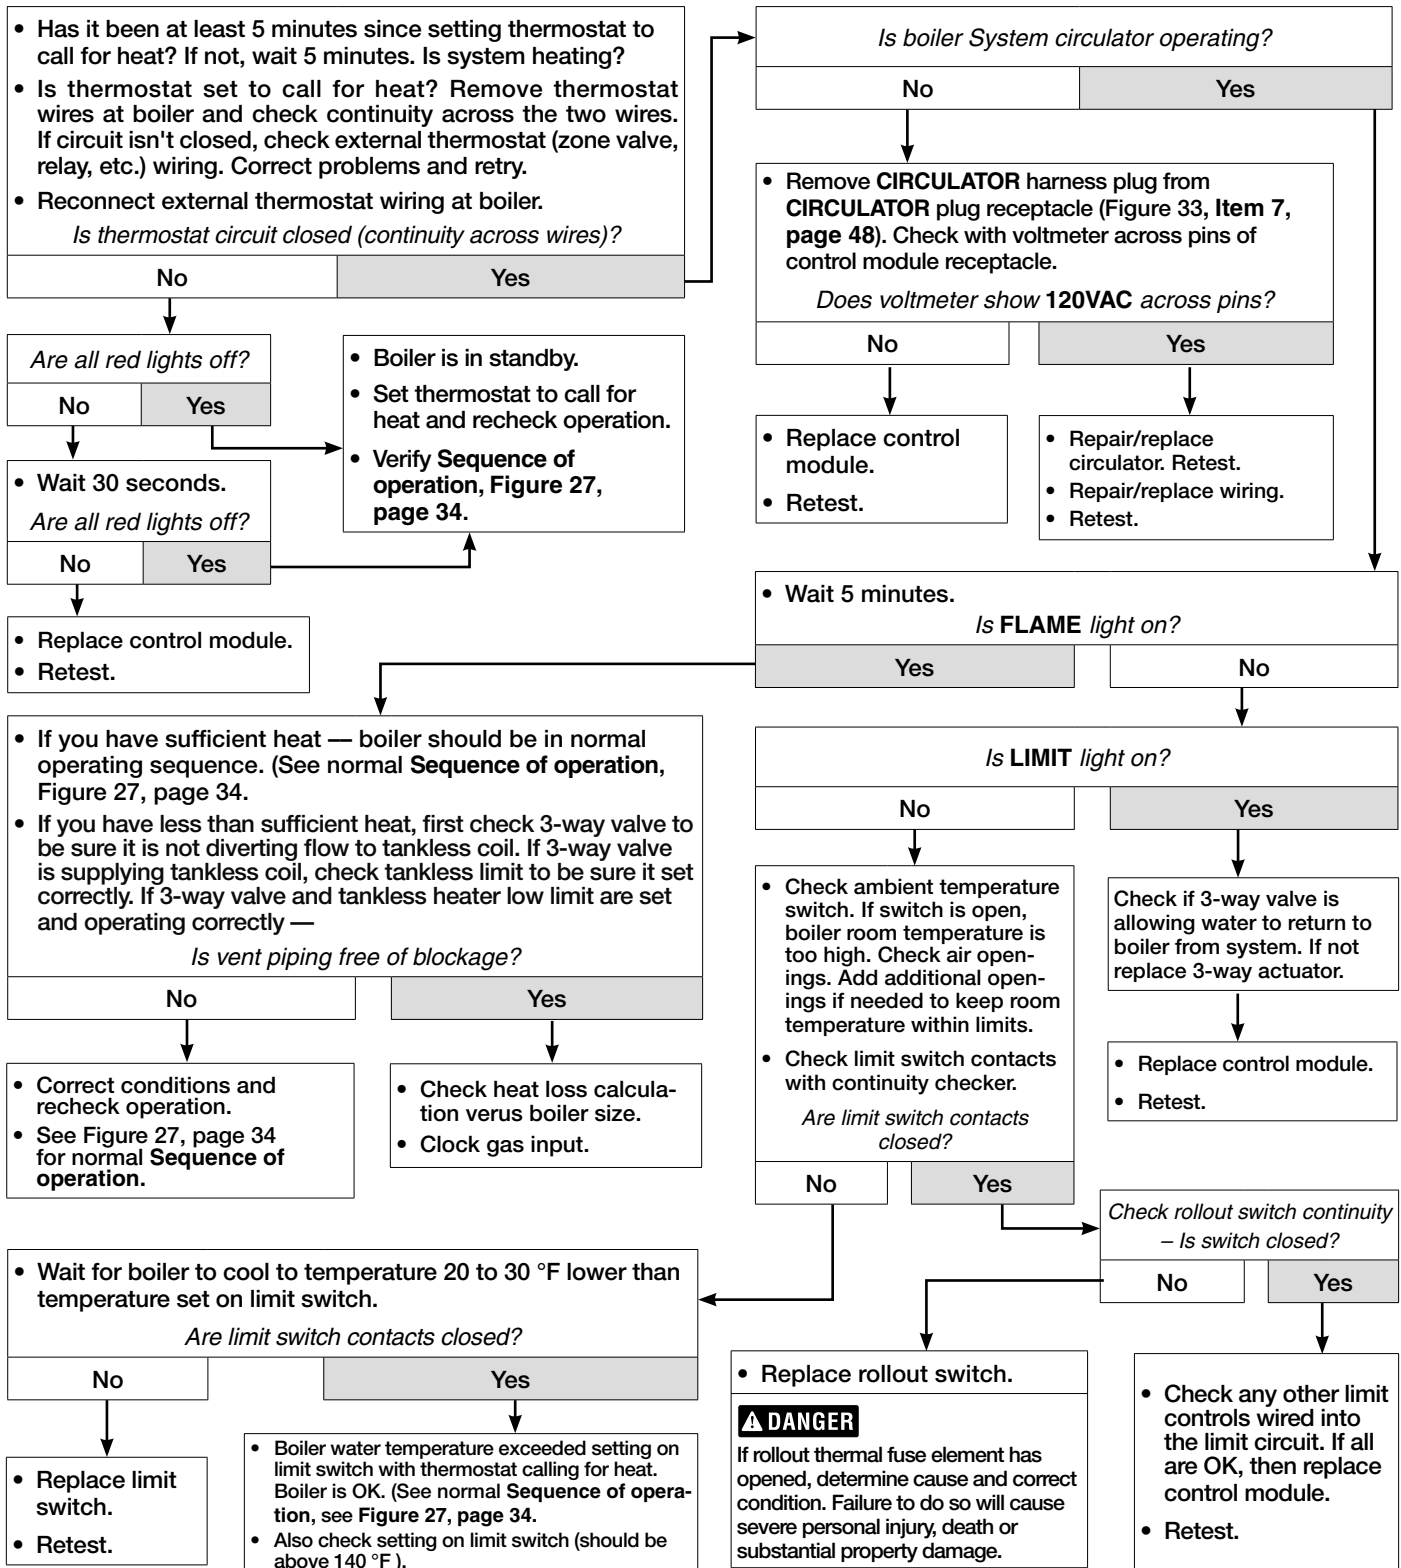 • Has it been at least 5 minutes since setting thermostat to
call for heat? If not, wait 5 minutes. Is system heating?
• Is thermostat set to call for heat? Remove thermostat
wires at boiler and check continuity across the two wires.
If circuit isn't closed, check external thermostat (zone valve,
relay, etc.) wiring. Correct problems and retry.
• Reconnect external thermostat wiring at boiler.
Is thermostat circuit closed (continuity across wires)?
No
Yes
Are all red lights off?
No
Yes
• Wait 30 seconds.
Are all red lights off?
No
Yes
• Replace control module.
• Retest.
• Boiler is in standby.
• Set thermostat to call for
heat and recheck operation.
• Verify Sequence of
operation, Figure 27,
page 34.
Is boiler System circulator operating?
No
Yes
• Remove CIRCULATOR harness plug from
CIRCULATOR plug receptacle (Figure 33, Item 7,
page 48). Check with voltmeter across pins of
control module receptacle.
Does voltmeter show 120VAC across pins?
No
Yes
• Replace control
module.
• Retest.
• Repair/replace
circulator. Retest.
• Repair/replace wiring.
• Retest.
• Wait 5 minutes.
Is FLAME light on?
Yes
No
• If you have sufficient heat — boiler should be in normal
operating sequence. (See normal Sequence of operation,
Figure 27, page 34.
• If you have less than sufficient heat, first check 3-way valve to
be sure it is not diverting flow to tankless coil. If 3-way valve
is supplying tankless coil, check tankless limit to be sure it set
correctly. If 3-way valve and tankless heater low limit are set
and operating correctly —
Is vent piping free of blockage?
No
Yes
• Correct conditions and
recheck operation.
• See Figure 27, page 34
for normal Sequence of
operation.
• Check heat loss calcula-
tion verus boiler size.
• Clock gas input.
Is LIMIT light on?
No
Yes
• Check ambient temperature
switch. If switch is open,
boiler room temperature is
too high. Check air open-
ings. Add additional open-
ings if needed to keep room
temperature within limits.
• Check limit switch contacts
with continuity checker.
Are limit switch contacts
closed?
No
Yes
Check if 3-way valve is
allowing water to return to
boiler from system. If not
replace 3-way actuator.
• Replace control module.
• Retest.
Check rollout switch continuity
– Is switch closed?
No
Yes
• Wait for boiler to cool to temperature 20 to 30 °F lower than
temperature set on limit switch.
Are limit switch contacts closed?
No
Yes
• Replace limit
switch.
• Retest.
• Boiler water temperature exceeded setting on
limit switch with thermostat calling for heat.
Boiler is OK. (See normal Sequence of opera-
tion, see Figure 27, page 34.
• Also check setting on limit switch (should be
above 140 °F ).
• Replace rollout switch.
DANGER
If rollout thermal fuse element has
opened, determine cause and correct
condition. Failure to do so will cause
severe personal injury, death or
substantial property damage.
• Check any other limit
controls wired into
the limit circuit. If all
are OK, then replace
control module.
• Retest.